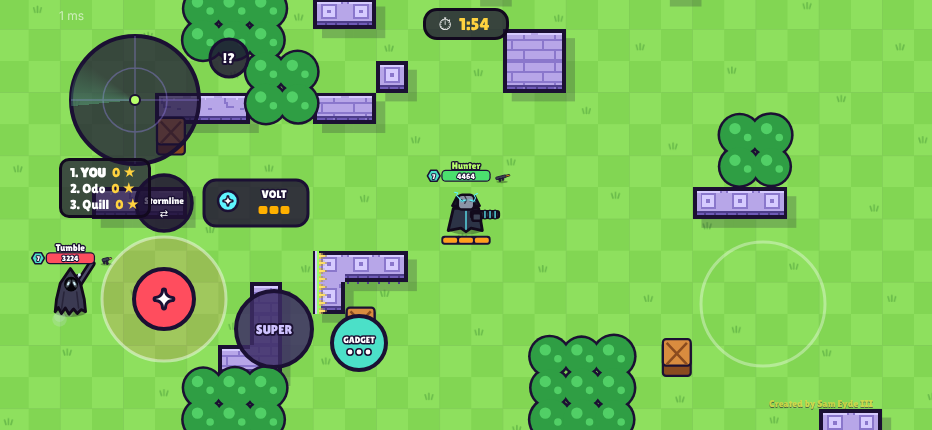 1 ms
1:54
!?
1. YOU 0
2. Odo 0
3. Quill 0
Stormline
VOLT
Hunter
7 4464
Tumble
7 3224
SUPER
GADGET
Created by Sam Eyde III